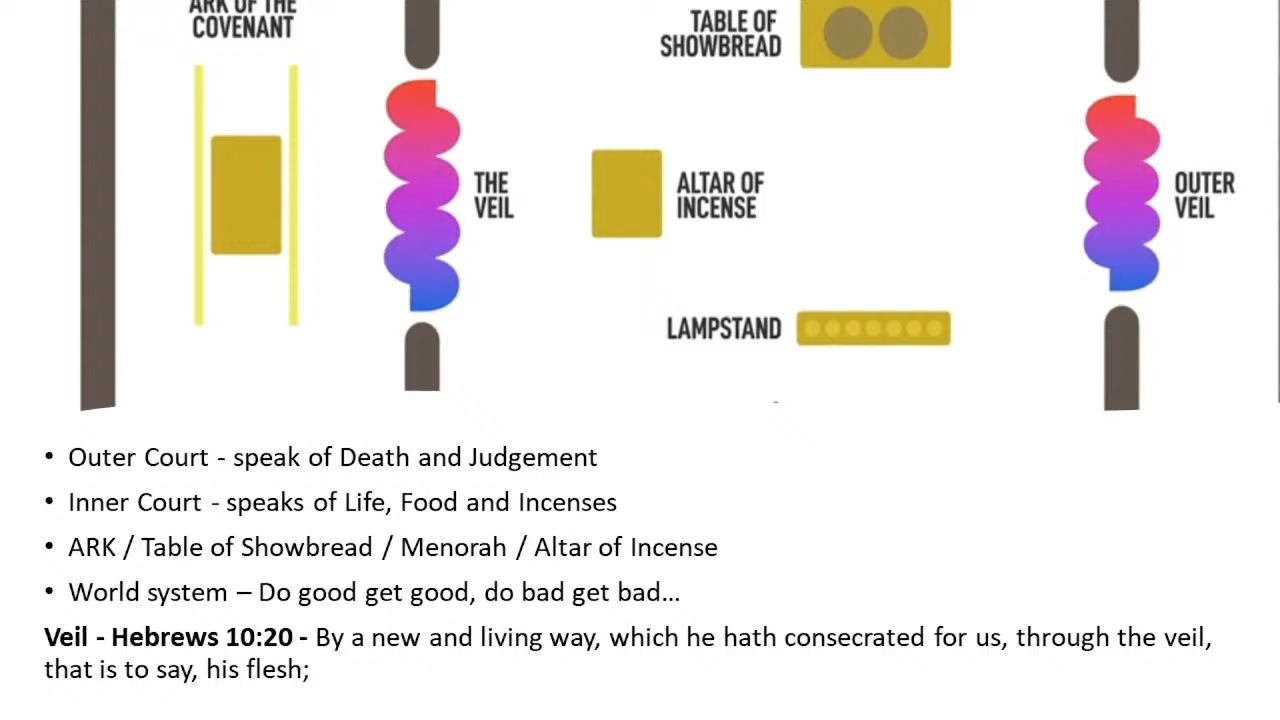 ARK OF THE
COVENANT
TABLE OF
SHOWBREAD
THE
VEIL
ALTAR OF
INCENSE
OUTER
VEIL
LAMPSTAND
• Outer Court - speak of Death and Judgement
• Inner Court - speaks of Life, Food and Incenses
• ARK / Table of Showbread / Menorah / Altar of Incense
• World system – Do good get good, do bad get bad...
Veil - Hebrews 10:20 - By a new and living way, which he hath consecrated for us, through the veil,
that is to say, his flesh;